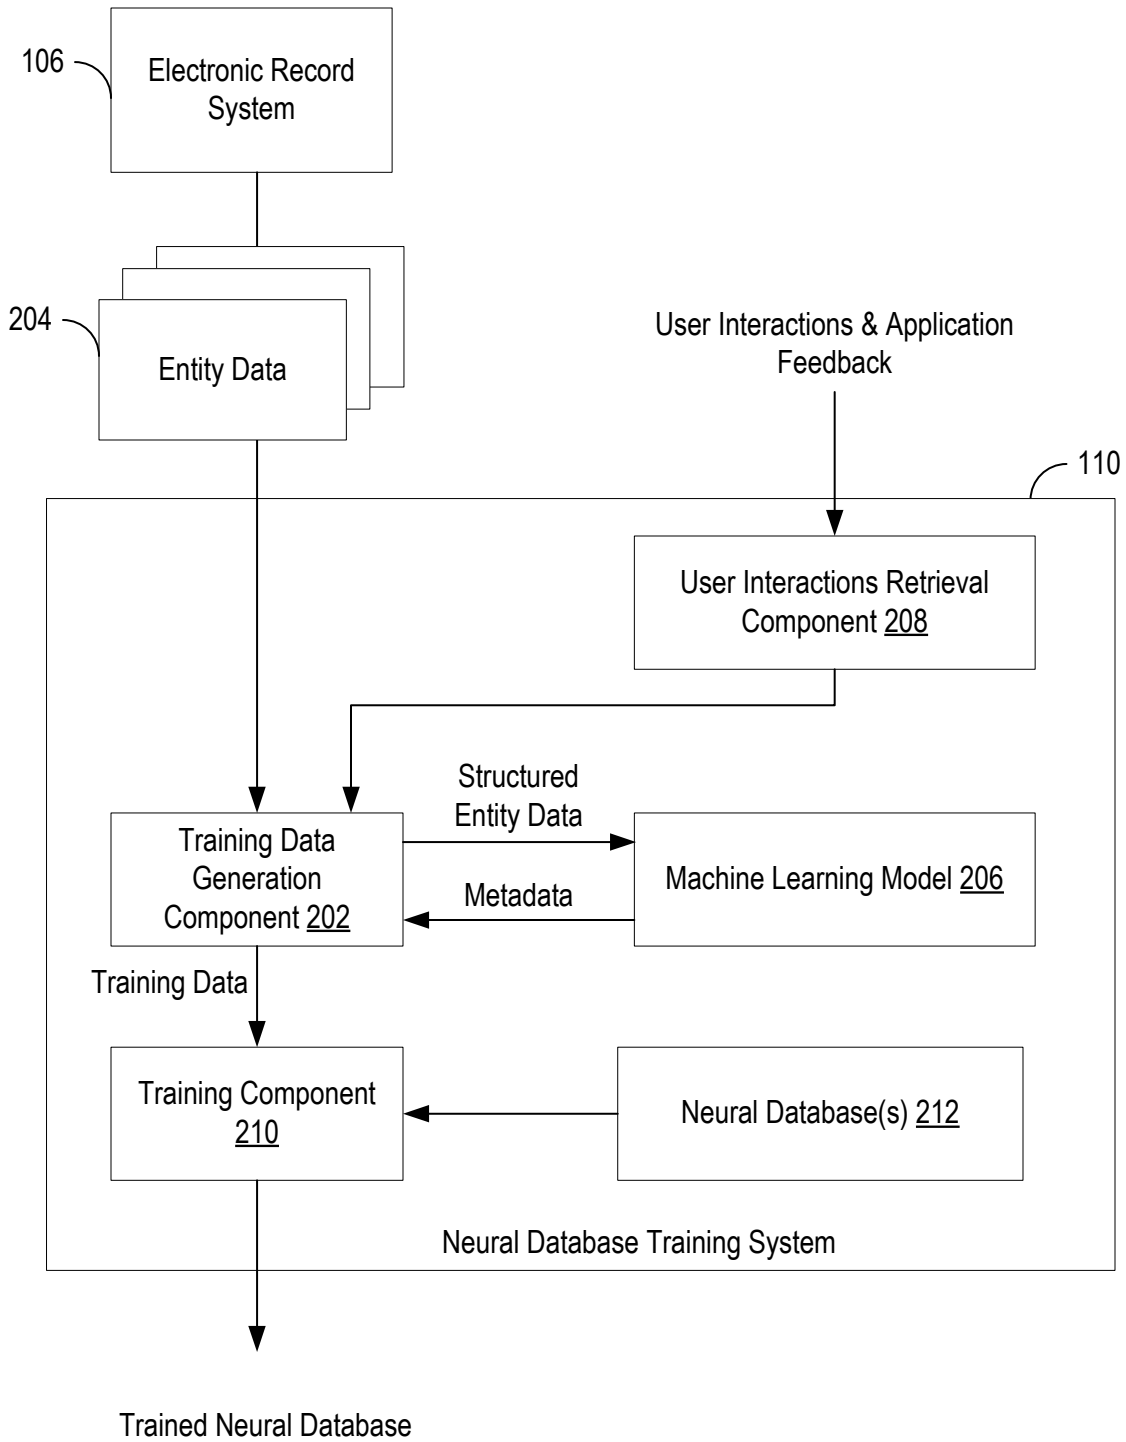 106
Electronic Record
System
204
Entity Data
User Interactions & Application
Feedback
110
User Interactions Retrieval
Component 208
Structured
Entity Data
Training Data
Generation
Component 202
Machine Learning Model 206
Metadata
Training Data
Training Component
210
Neural Database(s) 212
Neural Database Training System
Trained Neural Database